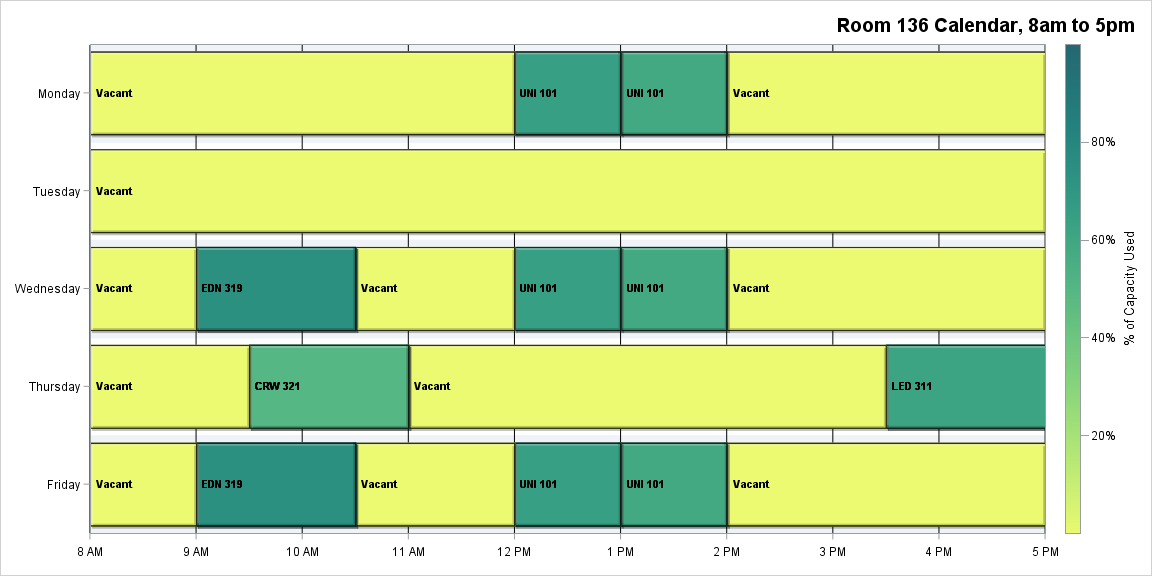 Room 136 Calendar, 8am to 5pm
Monday Vacant UNI 101 UNI 101 Vacant
Tuesday Vacant
Wednesday Vacant EDN 319 Vacant UNI 101 UNI 101 Vacant
Thursday Vacant CRW 321 Vacant LED 311
Friday Vacant EDN 319 Vacant UNI 101 UNI 101 Vacant
8 AM 9 AM 10 AM 11 AM 12 PM 1 PM 2 PM 3 PM 4 PM 5 PM
80%
60%
40%
20%
% of Capacity Used